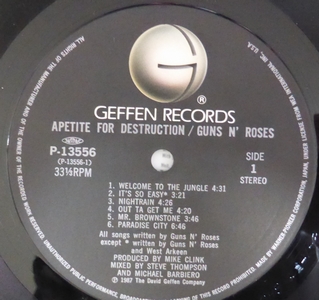 GEFFEN RECORDS
APETITE FOR DESTRUCTION / GUNS N' ROSES
P-13556
(P-13556-1)
33⅓RPM
SIDE
1
STEREO
1. WELCOME TO THE JUNGLE 4:31
2. IT'S SO EASY* 3:21
3. NIGHTRAIN 4:26
4. OUT TA GET ME 4:20
5. MR. BROWNSTONE 3:46
6. PARADISE CITY 6:46
All songs written by Guns N' Roses
except * written by Guns N' Roses
and West Arkeen
PRODUCED BY MIKE CLINK
MIXED BY STEVE THOMPSON
and MICHAEL BARBIERO
Ⓟ 1987 The David Geffen Company